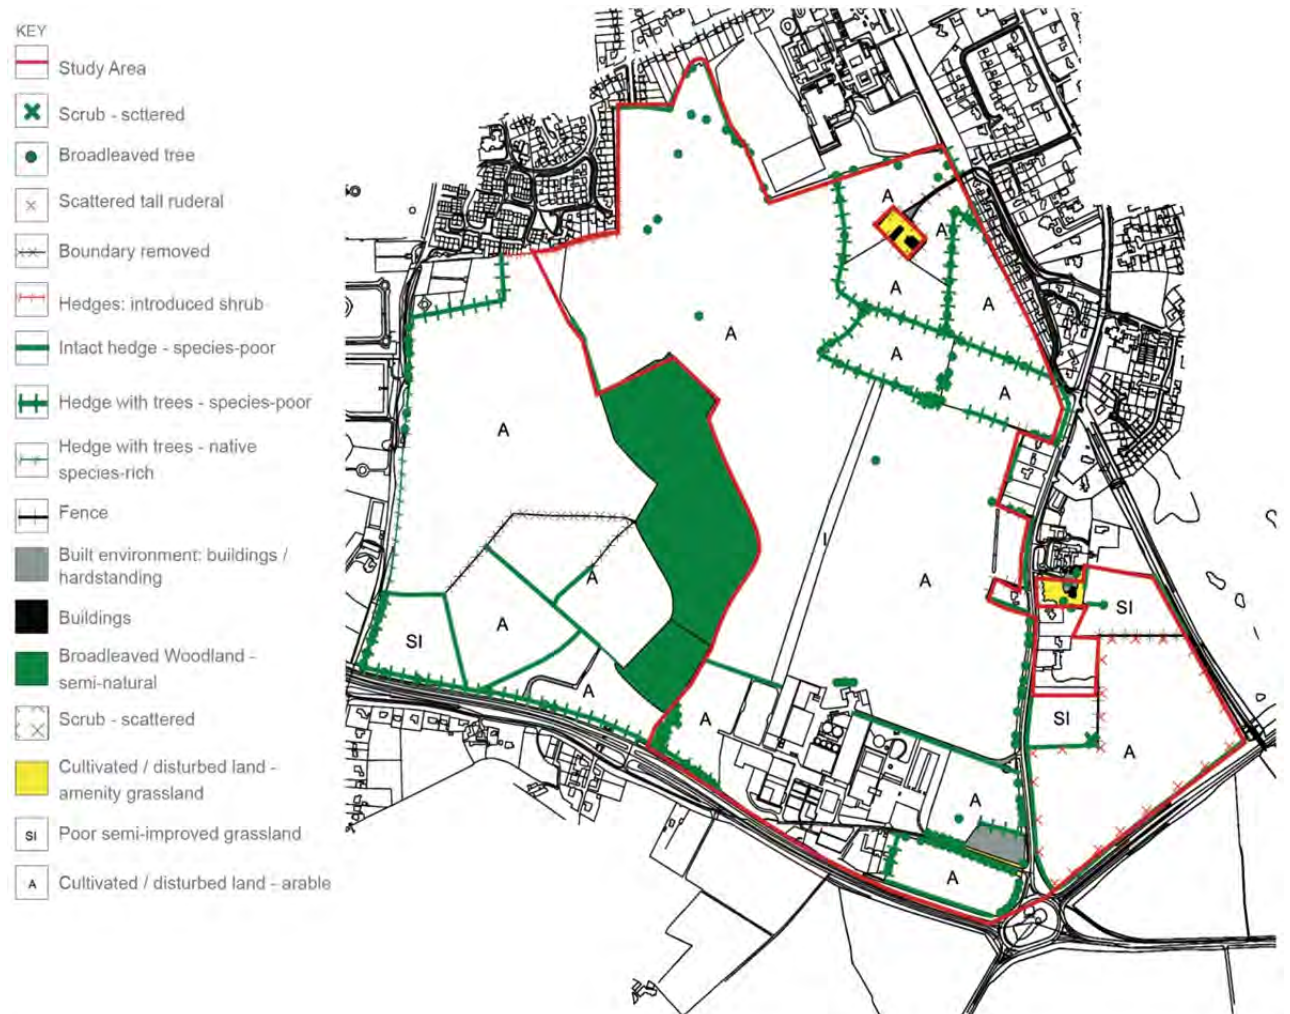 KEY
Study Area
Scrub - scttered
Broadleaved tree
Scattered tall ruderal
Boundary removed
Hedges: introduced shrub
Intact hedge - species-poor
Hedge with trees - species-poor
Hedge with trees - native
species-rich
Fence
Built environment: buildings /
hardstanding
Buildings
Broadleaved Woodland -
semi-natural
Scrub - scattered
Cultivated / disturbed land -
amenity grassland
SI
Poor semi-improved grassland
A
Cultivated / disturbed land - arable
A
A
A
A
A
A
A
A
I
A
A
A
SI
A
A
A
SI
SI
A
A
A